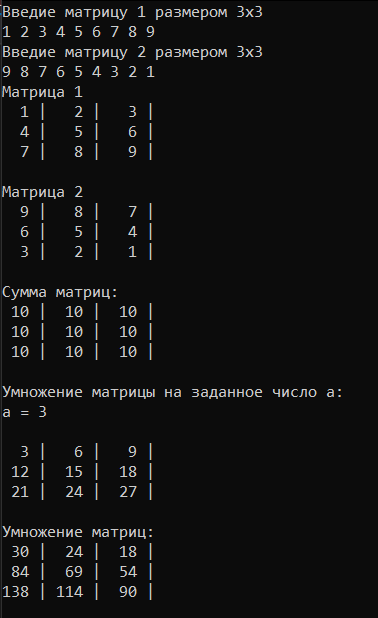 Введие матрицу 1 размером 3x3
1 2 3 4 5 6 7 8 9
Введие матрицу 2 размером 3x3
9 8 7 6 5 4 3 2 1
Матрица 1
  1 |   2 |   3 |
  4 |   5 |   6 |
  7 |   8 |   9 |
Матрица 2
  9 |   8 |   7 |
  6 |   5 |   4 |
  3 |   2 |   1 |
Сумма матриц:
 10 |  10 |  10 |
 10 |  10 |  10 |
 10 |  10 |  10 |
Умножение матрицы на заданное число a:
a = 3
  3 |   6 |   9 |
 12 |  15 |  18 |
 21 |  24 |  27 |
Умножение матриц:
 30 |  24 |  18 |
 84 |  69 |  54 |
138 | 114 |  90 |